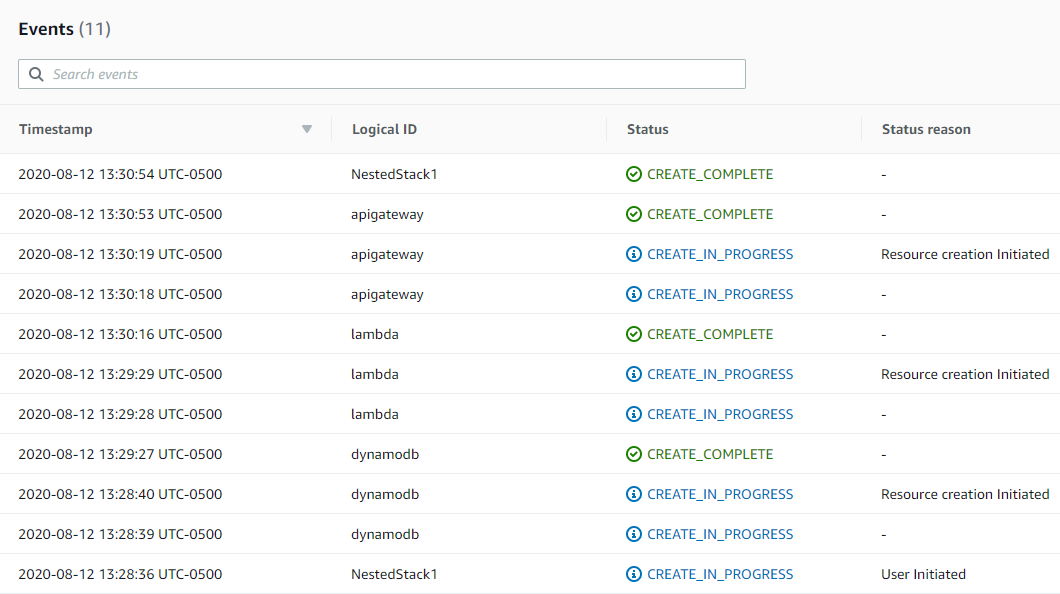 Events (11)
Search events
Timestamp Logical ID Status Status reason
2020-08-12 13:30:54 UTC-0500 NestedStack1 CREATE_COMPLETE -
2020-08-12 13:30:53 UTC-0500 apigateway CREATE_COMPLETE -
2020-08-12 13:30:19 UTC-0500 apigateway CREATE_IN_PROGRESS Resource creation Initiated
2020-08-12 13:30:18 UTC-0500 apigateway CREATE_IN_PROGRESS -
2020-08-12 13:30:16 UTC-0500 lambda CREATE_COMPLETE -
2020-08-12 13:29:29 UTC-0500 lambda CREATE_IN_PROGRESS Resource creation Initiated
2020-08-12 13:29:28 UTC-0500 lambda CREATE_IN_PROGRESS -
2020-08-12 13:29:27 UTC-0500 dynamodb CREATE_COMPLETE -
2020-08-12 13:28:40 UTC-0500 dynamodb CREATE_IN_PROGRESS Resource creation Initiated
2020-08-12 13:28:39 UTC-0500 dynamodb CREATE_IN_PROGRESS -
2020-08-12 13:28:36 UTC-0500 NestedStack1 CREATE_IN_PROGRESS User Initiated